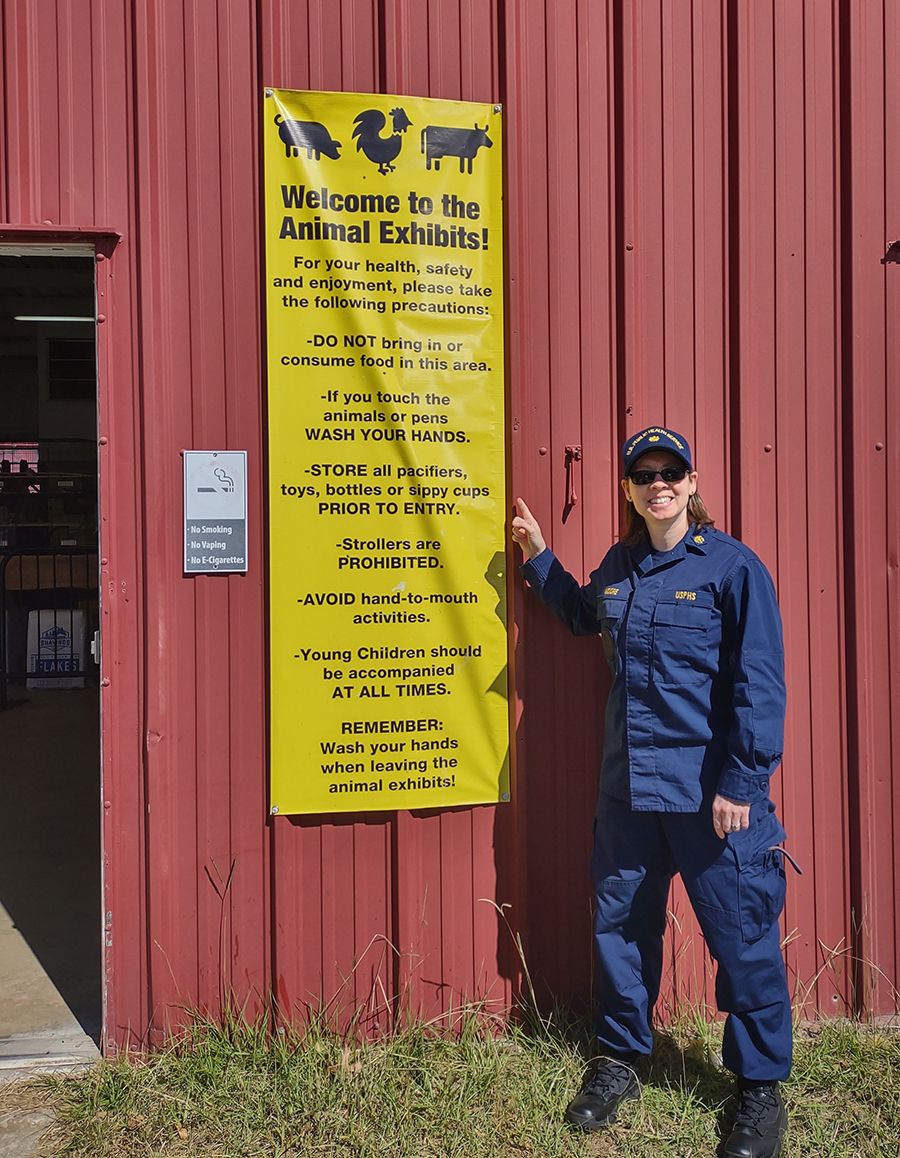 Welcome to the
Animal Exhibits!
For your health, safety
and enjoyment, please take
the following precautions:
-DO NOT bring in or
consume food in this area.
-If you touch the
animals or pens
WASH YOUR HANDS.
-STORE all pacifiers,
toys, bottles or sippy cups
PRIOR TO ENTRY.
-Strollers are
PROHIBITED.
-AVOID hand-to-mouth
activities.
-Young Children should
be accompanied
AT ALL TIMES.
REMEMBER:
Wash your hands
when leaving the
animal exhibits!
· No Smoking
· No Vaping
· No E-Cigarettes
FLAKES
U.S. PUBLIC HEALTH SERVICE
USPHS